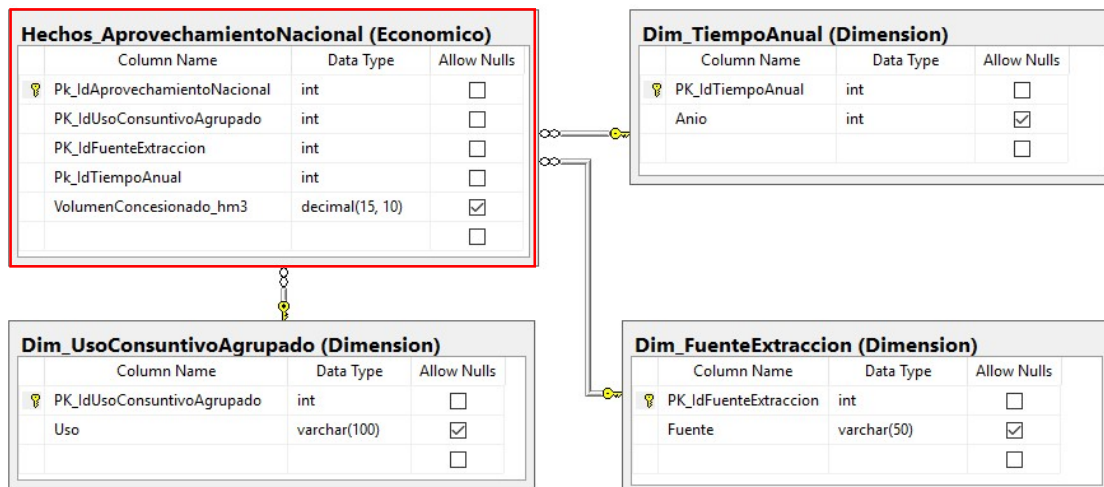 Hechos_AprovechamientoNacional (Economico)
Column Name Data Type Allow Nulls
Pk_IdAprovechamientoNacional int
PK_IdUsoConsuntivoAgrupado int
PK_IdFuenteExtraccion int
Pk_IdTiempoAnual int
VolumenConcesionado_hm3 decimal(15, 10)
Dim_TiempoAnual (Dimension)
Column Name Data Type Allow Nulls
PK_IdTiempoAnual int
Anio int
Dim_UsoConsuntivoAgrupado (Dimension)
Column Name Data Type Allow Nulls
PK_IdUsoConsuntivoAgrupado int
Uso varchar(100)
Dim_FuenteExtraccion (Dimension)
Column Name Data Type Allow Nulls
PK_IdFuenteExtraccion int
Fuente varchar(50)